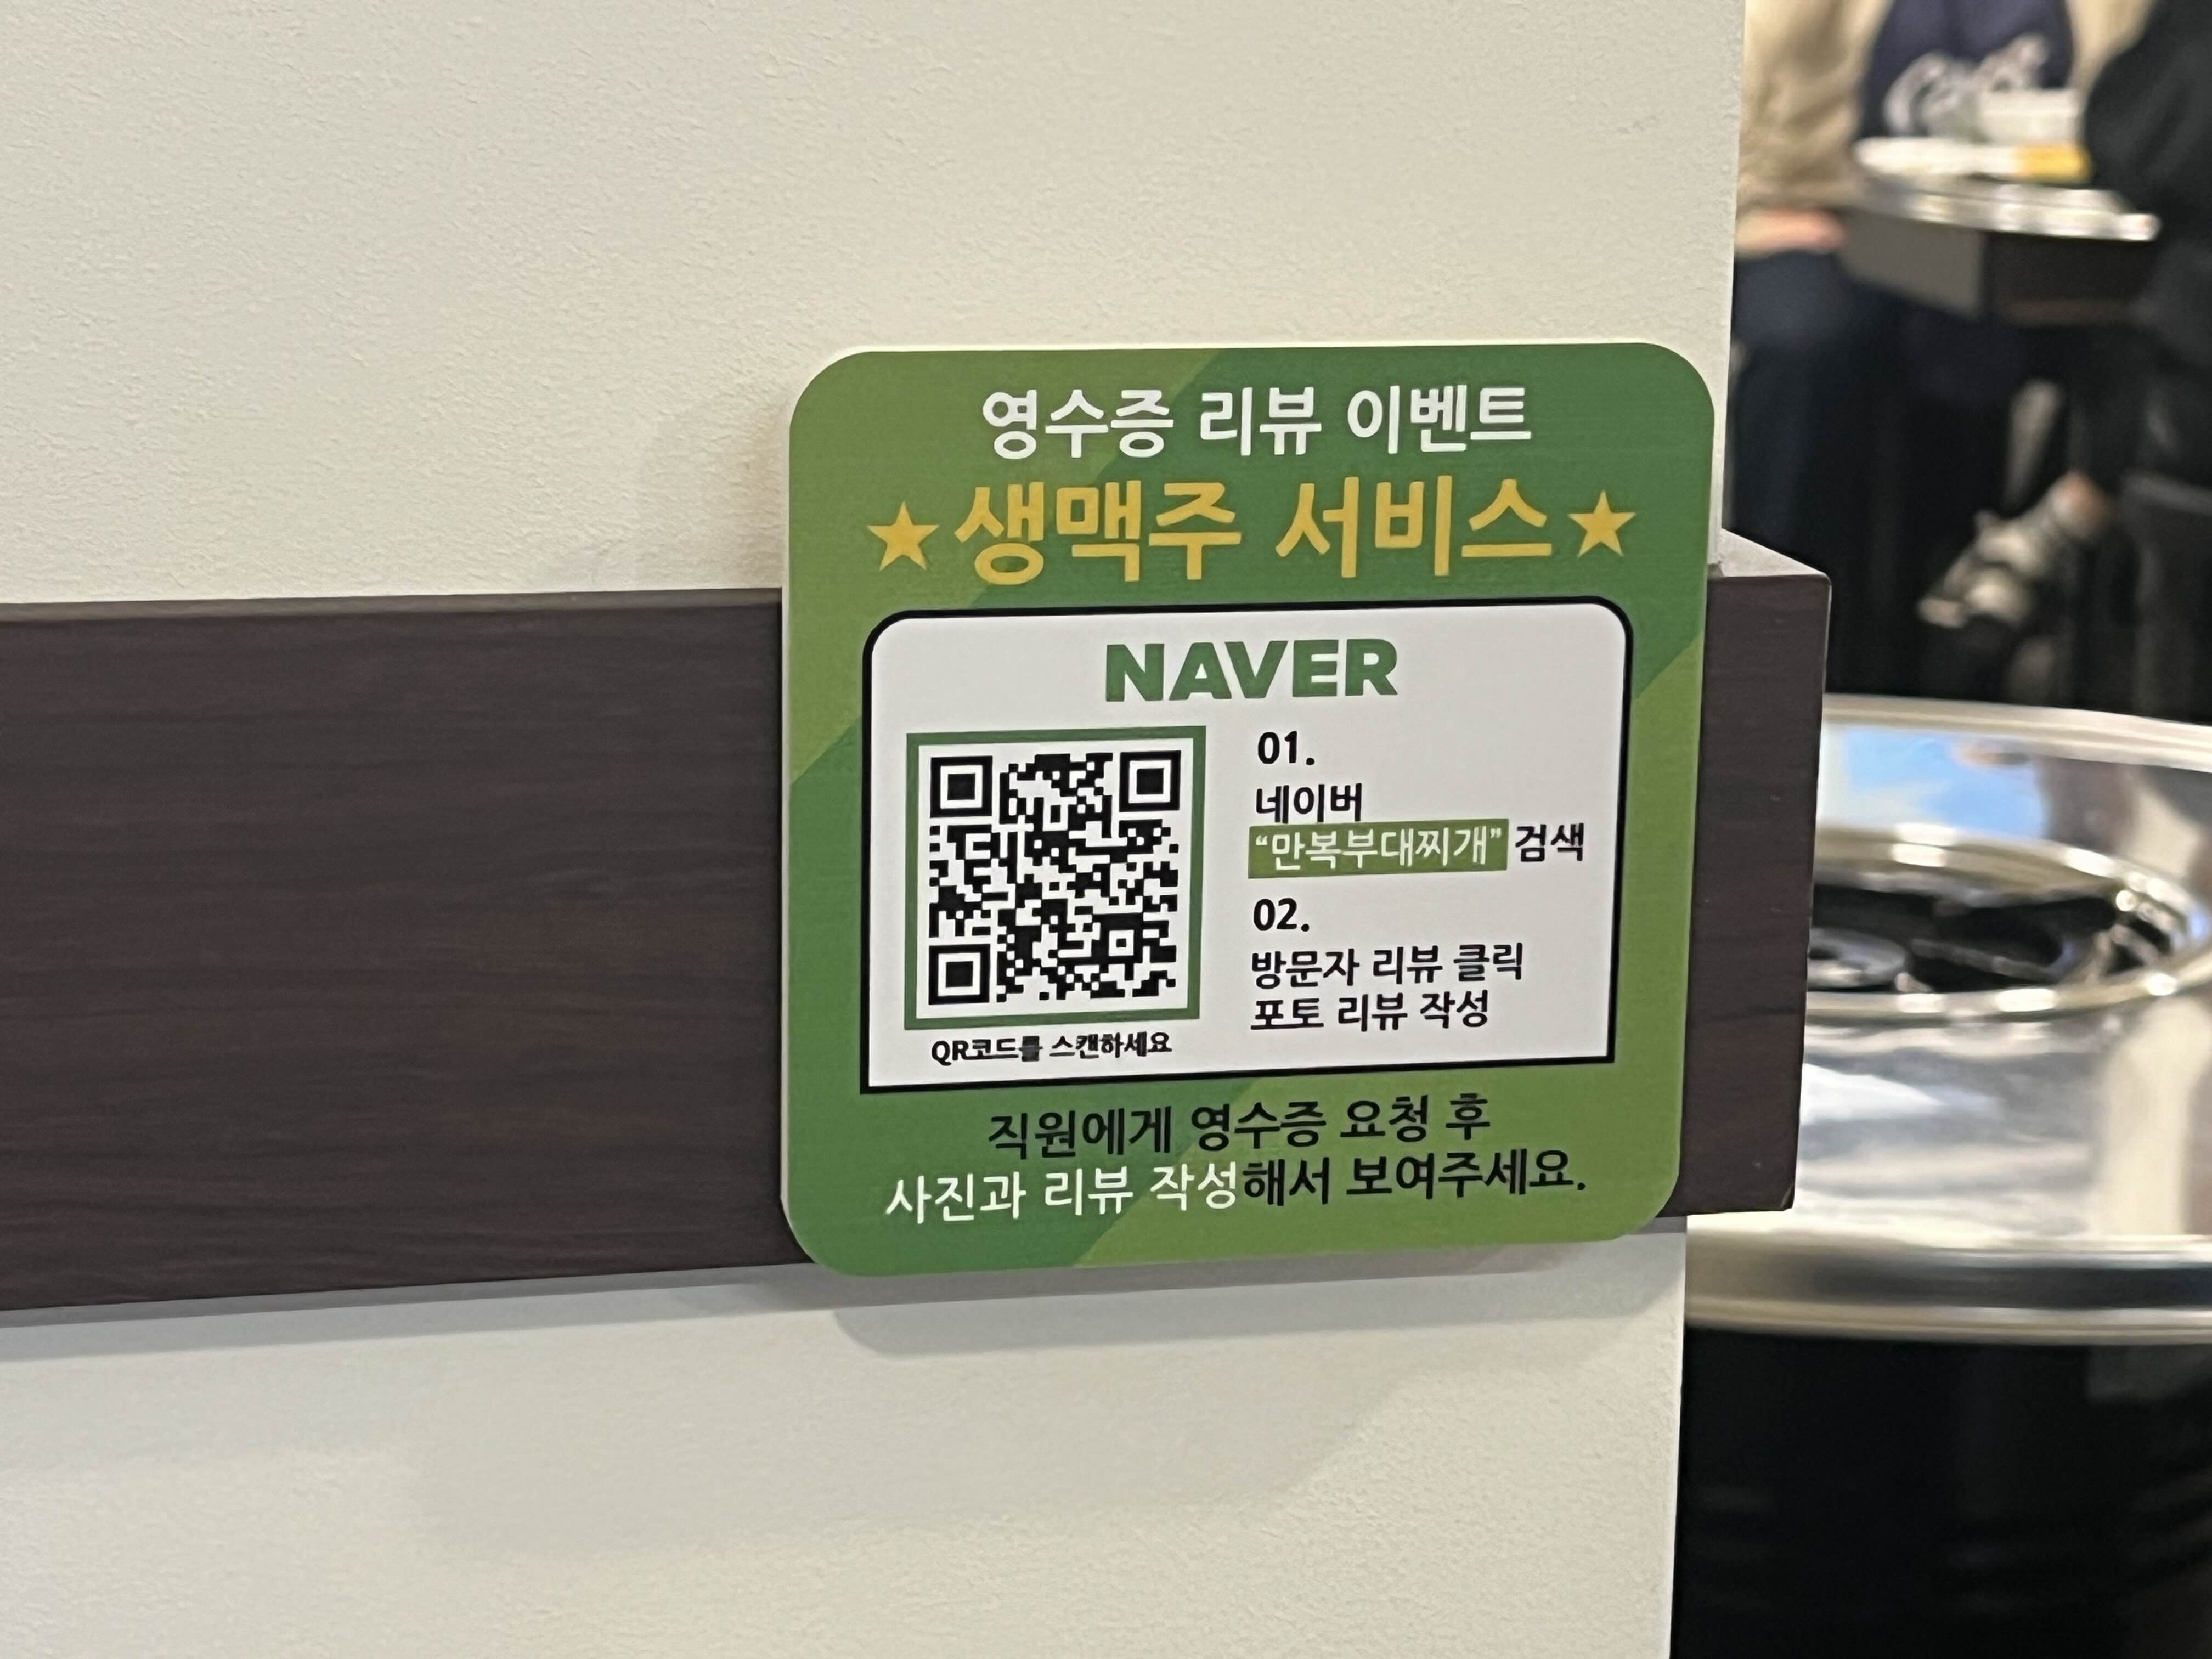 영수증 리뷰 이벤트
★생맥주 서비스★
NAVER
01.
네이버
“만복부대찌개” 검색
02.
방문자 리뷰 클릭
포토 리뷰 작성
QR코드를 스캔하세요
직원에게 영수증 요청 후
사진과 리뷰 작성해서 보여주세요.